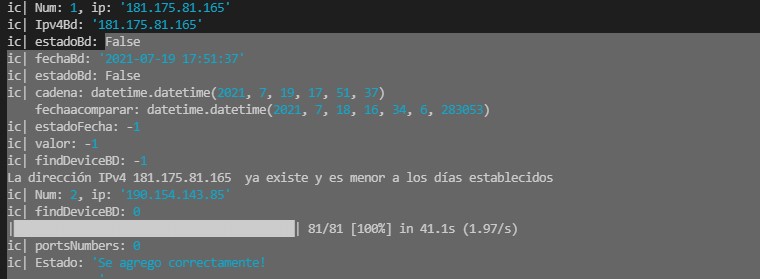 ic| Num: 1, ip: '181.175.81.165'
ic| Ipv4Bd: '181.175.81.165'
ic| estadoBd: False
ic| fechaBd: '2021-07-19 17:51:37'
ic| estadoBd: False
ic| cadena: datetime.datetime(2021, 7, 19, 17, 51, 37)
fechaacomparar: datetime.datetime(2021, 7, 18, 16, 34, 6, 283053)
ic| estadoFecha: -1
ic| valor: -1
ic| findDeviceBD: -1
La dirección IPv4 181.175.81.165  ya existe y es menor a los días establecidos
ic| Num: 2, ip: '190.154.143.85'
ic| findDeviceBD: 0
| | 81/81 [100%] in 41.1s (1.97/s)
ic| portsNumbers: 0
ic| Estado: 'Se agrego correctamente!